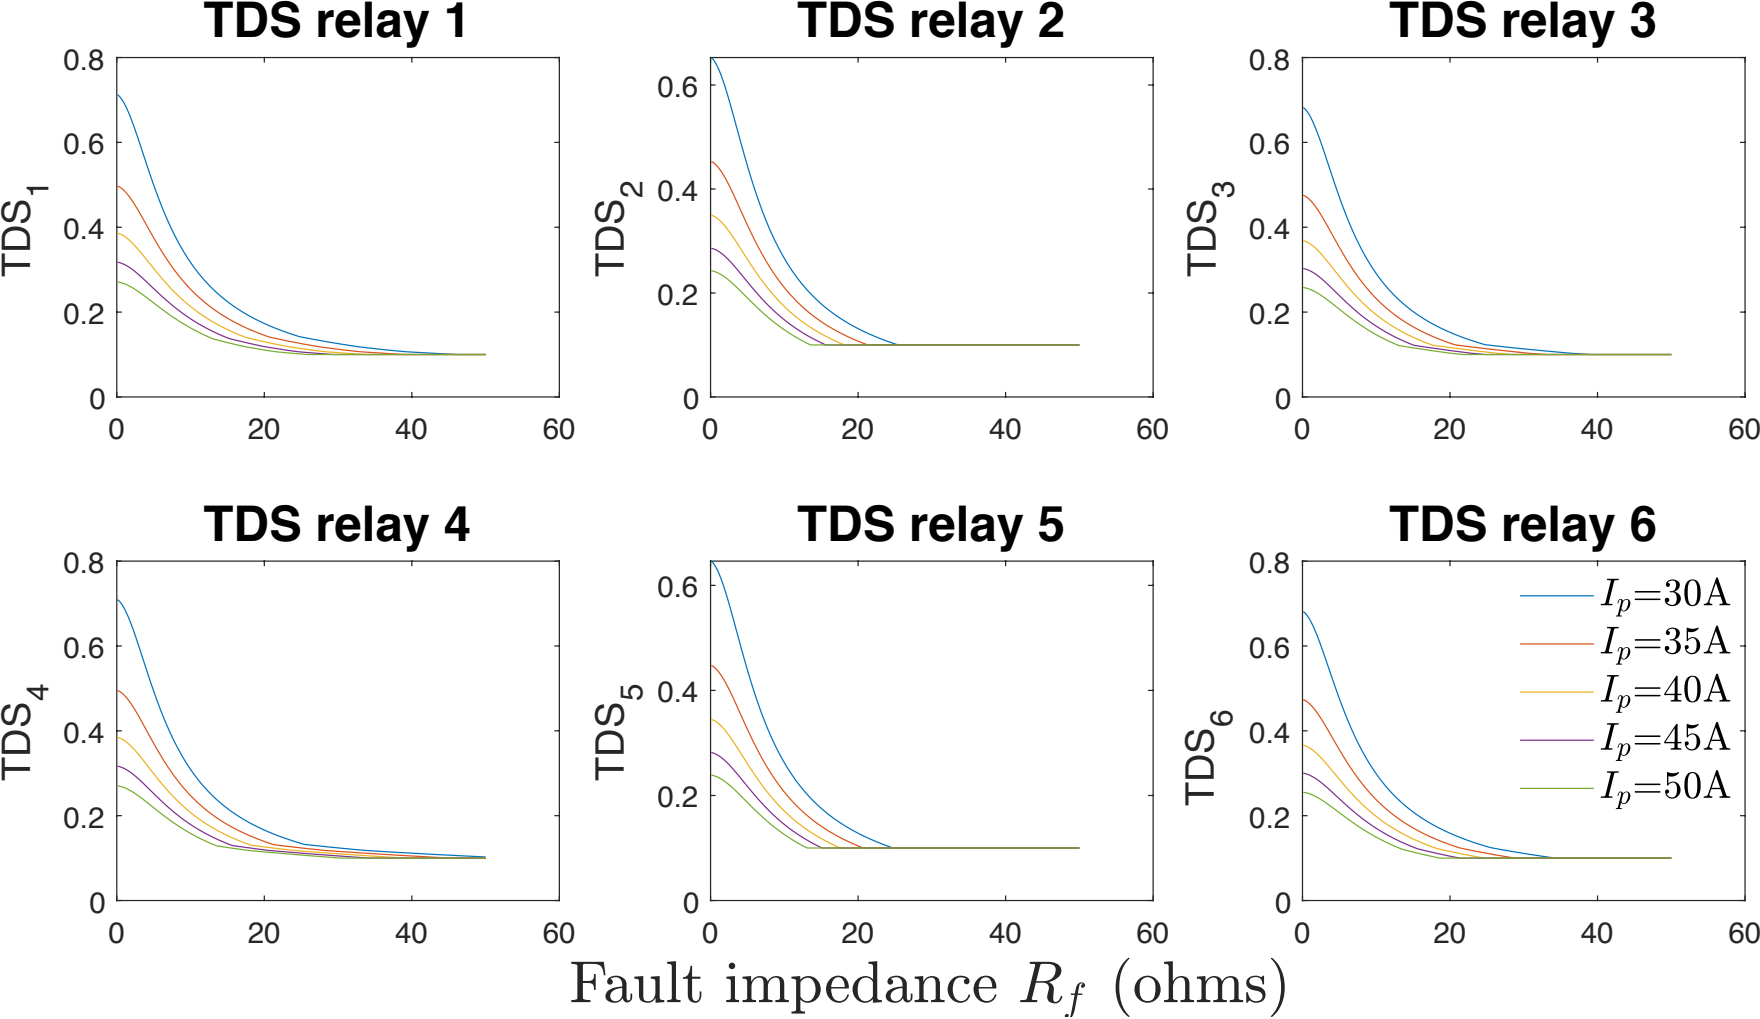 TDS relay 1
0.8
0.6
0.4
0.2
0
TDS1
0 20 40 60
TDS relay 2
0.6
0.4
0.2
0
TDS2
0 20 40 60
TDS relay 3
0.8
0.6
0.4
0.2
0
TDS3
0 20 40 60
TDS relay 4
0.8
0.6
0.4
0.2
0
TDS4
0 20 40 60
TDS relay 5
0.6
0.4
0.2
0
TDS5
0 20 40 60
TDS relay 6
0.8
0.6
0.4
0.2
0
TDS6
0 20 40 60
Ip=30A
Ip=35A
Ip=40A
Ip=45A
Ip=50A
Fault impedance Rf (ohms)